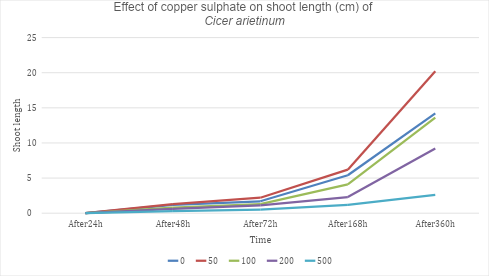 Effect of copper sulphate on shoot length (cm) of
Cicer arietinum
25
20
15
10
5
0
Shoot length
After24h After48h After72h After168h After360h
Time
0 50 100 200 500